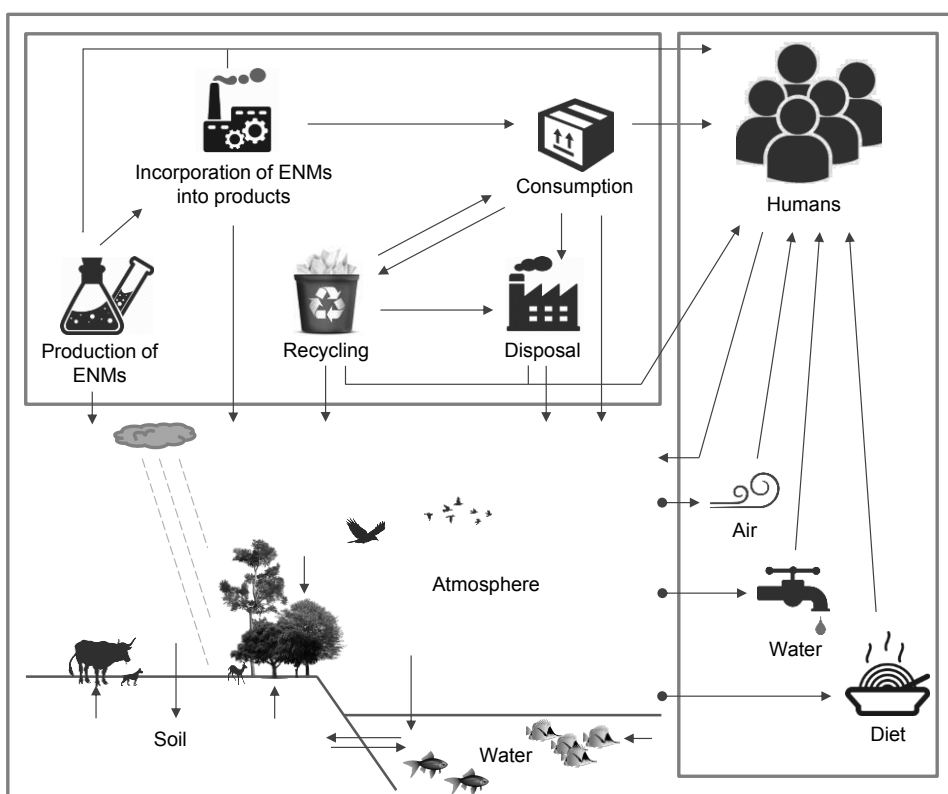 Incorporation of ENMs
into products
Consumption
Humans
Production of
ENMs
Recycling
Disposal
Air
Atmosphere
Water
Soil
Water
Diet